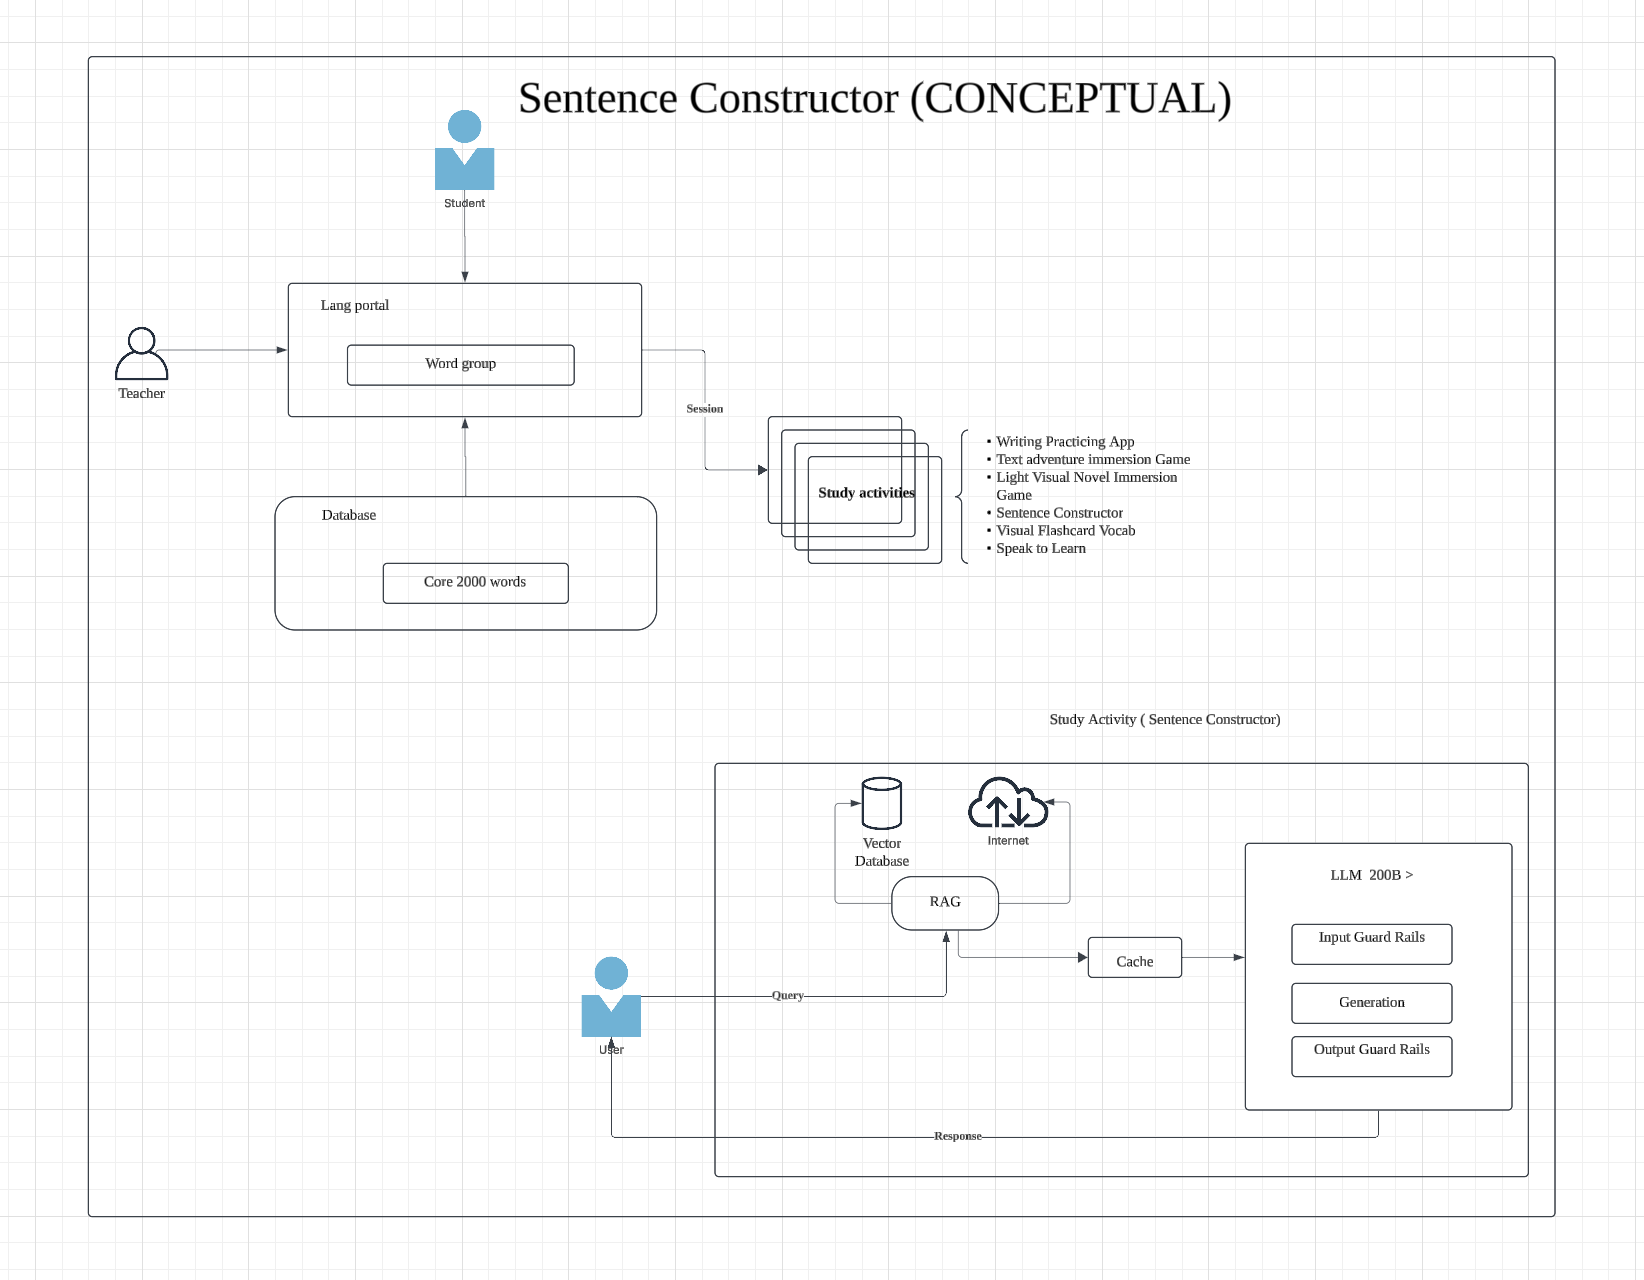 Sentence Constructor (CONCEPTUAL)
Student
Lang portal
Word group
Teacher
Session
Study activities
• Writing Practicing App
• Text adventure immersion Game
• Light Visual Novel Immersion
Game
• Sentence Constructor
• Visual Flashcard Vocab
• Speak to Learn
Database
Core 2000 words
Study Activity ( Sentence Constructor)
Vector
Database
Internet
RAG
LLM 200B >
Input Guard Rails
Cache
Generation
Query
User
Output Guard Rails
Response